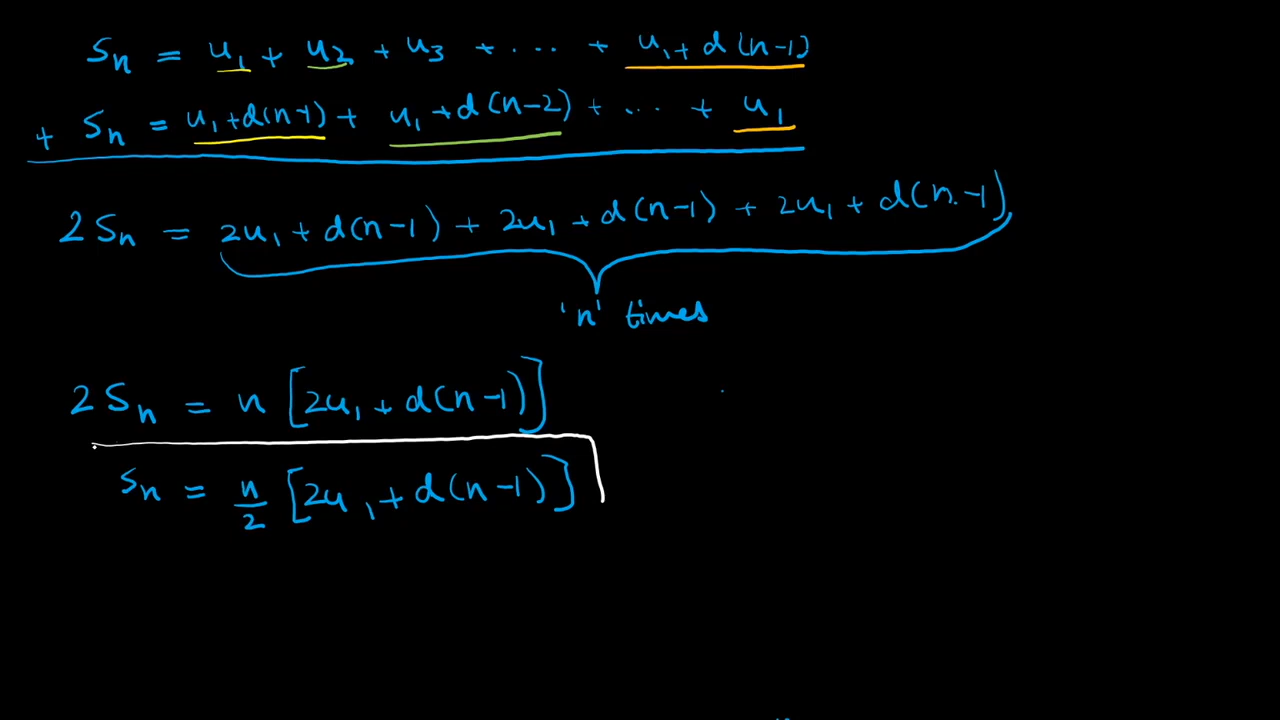 Sn = u₁ + u₂ + u₃ + ... + u₁ + d(n-1)
+ Sn = u₁ + d(n-1) + u₁ + d(n-2) + ... + u₁
2Sn = 2u₁ + d(n-1) + 2u₁ + d(n-1) + 2u₁ + d(n-1)
'n' times
2Sn = n [2u₁ + d(n-1)]
Sn = n/2 [2u₁ + d(n-1)]